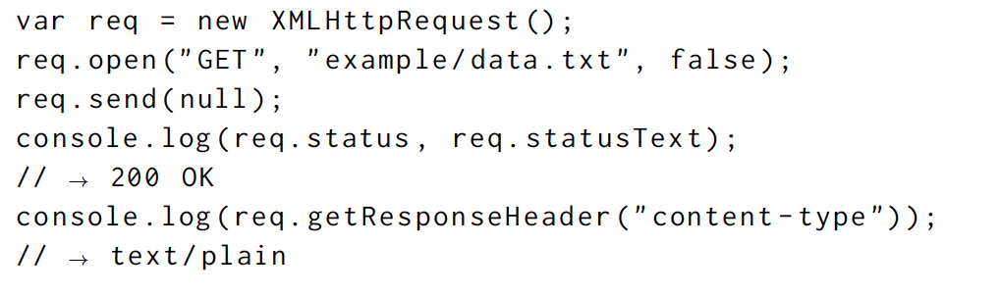 var req = new XMLHttpRequest();
req.open("GET", "example/data.txt", false);
req.send(null);
console.log(req.status, req.statusText);
// → 200 OK
console.log(req.getResponseHeader("content-type"));
// → text/plain